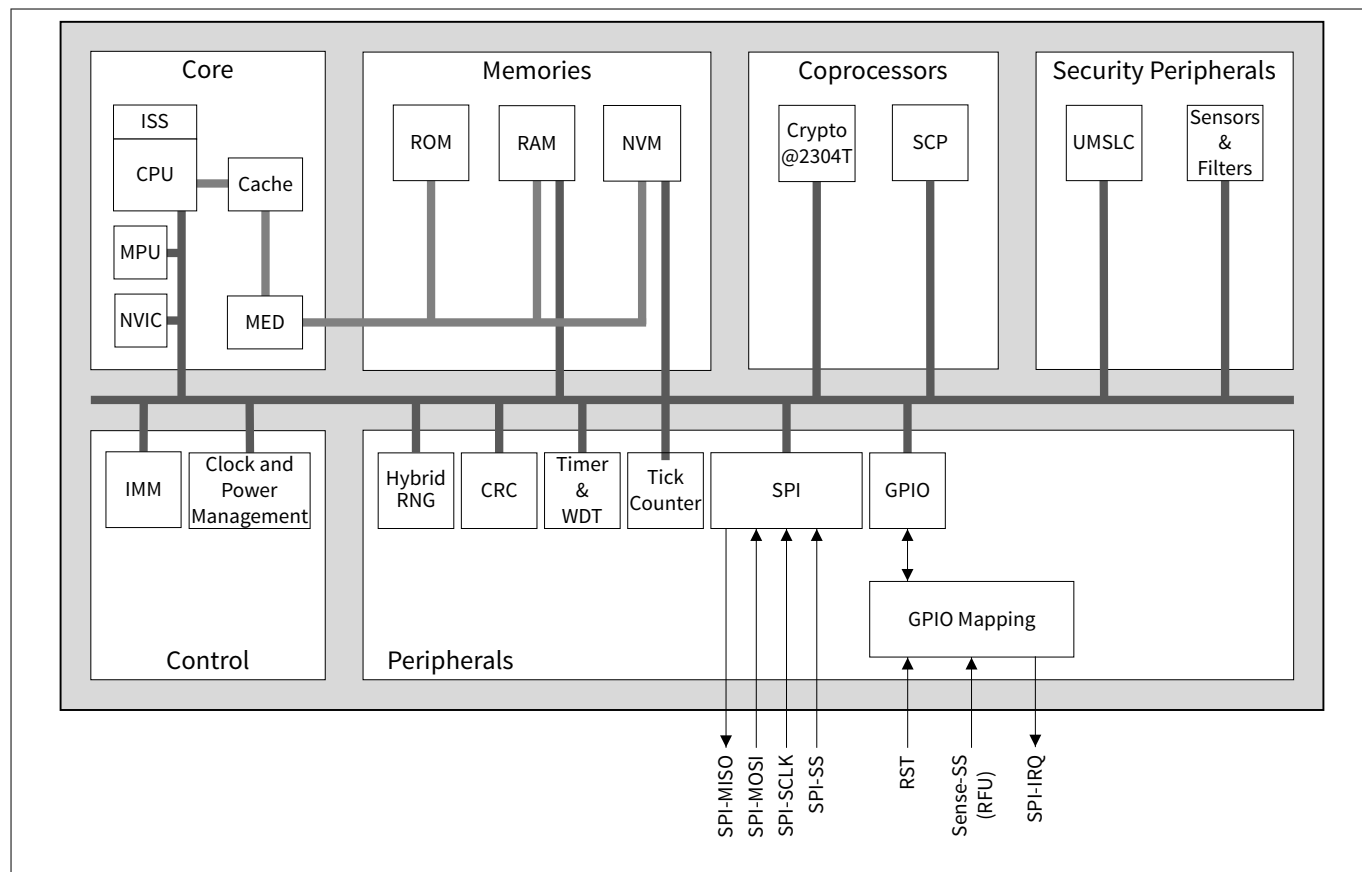 Core
ISS
CPU
Cache
MPU
NVIC
MED
Memories
ROM
RAM
NVM
Coprocessors
Crypto
@2304T
SCP
Security Peripherals
UMSLC
Sensors
&
Filters
IMM
Clock and
Power
Management
Control
Hybrid
RNG
CRC
Timer
&
WDT
Tick
Counter
SPI
GPIO
GPIO Mapping
Peripherals
SPI-MISO
SPI-MOSI
SPI-SCLK
SPI-SS
RST
Sense-SS
(RFU)
SPI-IRQ